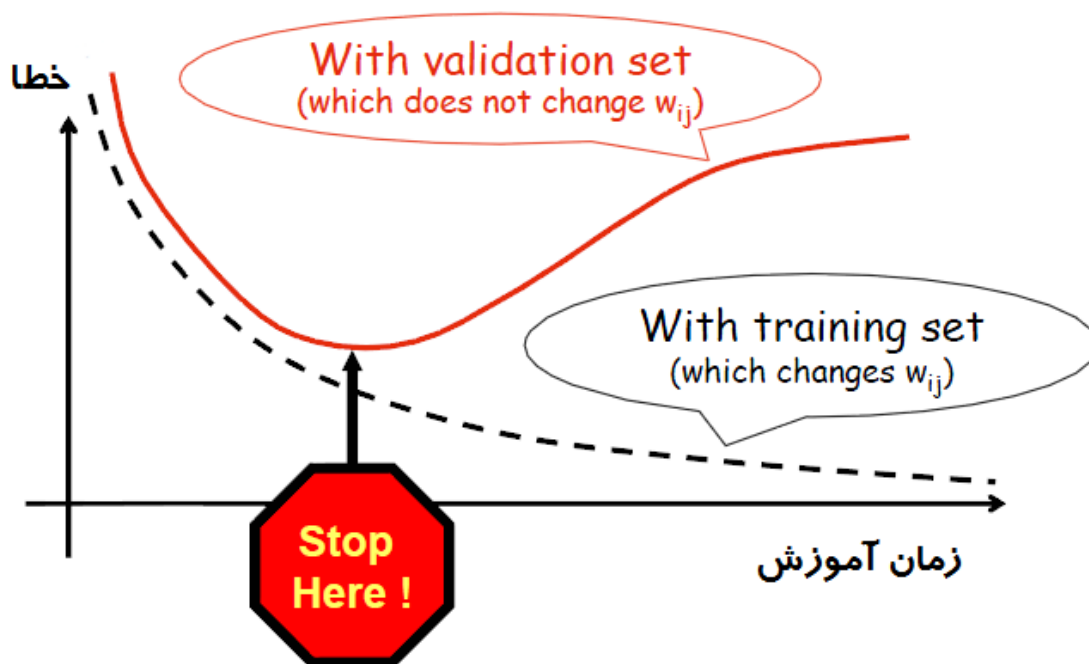 خطا
With validation set
(which does not change wij)
With training set
(which changes wij)
Stop
Here !
زمان آموزش